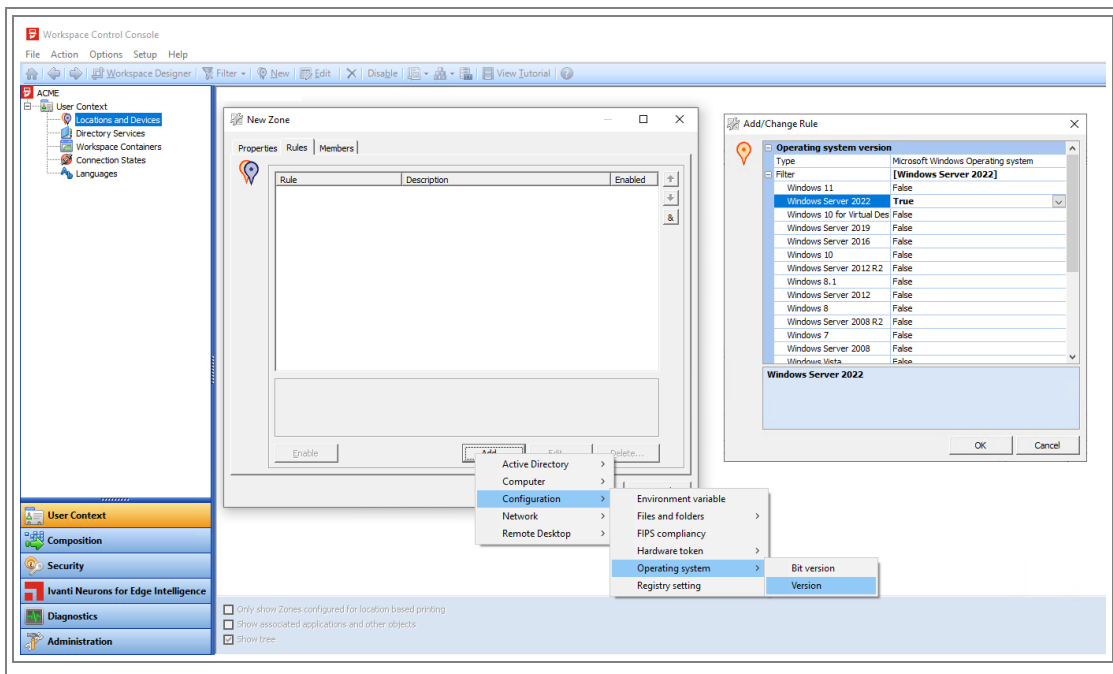 Workspace Control Console
File Action Options Setup Help
Workspace Designer Filter New Edit Disable View Tutorial
ACME
User Context
Locations and Devices
Directory Services
Workspace Containers
Connection States
Languages
New Zone
Properties Rules Members
Rule Description Enabled
&
Enable Add... Edit... Delete...
Active Directory
Computer
Configuration
Network
Remote Desktop
Environment variable
Files and folders
FIPS compliancy
Hardware token
Operating system
Registry setting
Bit version
Version
Add/Change Rule
Operating system version
Type Microsoft Windows Operating system
Filter [Windows Server 2022]
Windows 11 False
Windows Server 2022 True
Windows 10 for Virtual Des False
Windows Server 2019 False
Windows Server 2016 False
Windows 10 False
Windows Server 2012 R2 False
Windows 8.1 False
Windows Server 2012 False
Windows 8 False
Windows Server 2008 R2 False
Windows 7 False
Windows Server 2008 False
Windows Vista False
Windows Server 2022
OK Cancel
User Context
Composition
Security
Ivanti Neurons for Edge Intelligence
Diagnostics
Administration
Only show Zones configured for location based printing
Show associated applications and other objects
Show tree